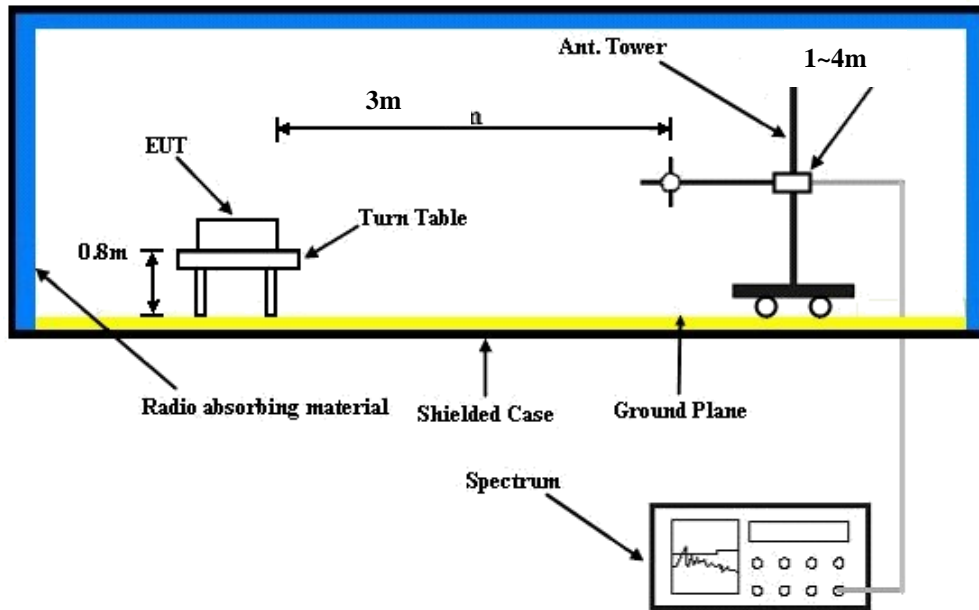 Ant. Tower
1~4m
3m
n
EUT
Turn Table
0.8m
Radio absorbing material
Shielded Case
Ground Plane
Spectrum